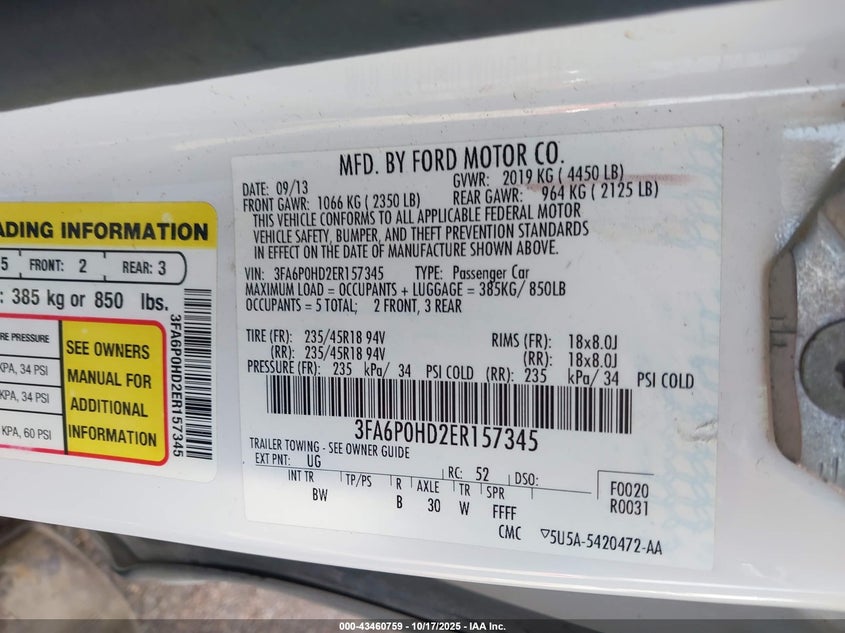 MFD. BY FORD MOTOR CO.
DATE: 09/13
GVWR: 2019 KG ( 4450 LB)
FRONT GAWR: 1066 KG ( 2350 LB)
REAR GAWR: 964 KG ( 2125 LB)
THIS VEHICLE CONFORMS TO ALL APPLICABLE FEDERAL MOTOR
VEHICLE SAFETY, BUMPER, AND THEFT PREVENTION STANDARDS
IN EFFECT ON THE DATE OF MANUFACTURE SHOWN ABOVE.
VIN: 3FA6P0HD2ER157345 TYPE: Passenger Car
MAXIMUM LOAD = OCCUPANTS + LUGGAGE = 385KG/ 850LB
OCCUPANTS = 5 TOTAL; 2 FRONT, 3 REAR
TIRE (FR): 235/45R18 94V RIMS (FR): 18x8.0J
(RR): 235/45R18 94V (RR): 18x8.0J
PRESSURE (FR): 235 kPa/ 34 PSI COLD (RR): 235 kPa/ 34 PSI COLD
3FA6P0HD2ER157345
TRAILER TOWING - SEE OWNER GUIDE
EXT PNT: UG RC: 52 DSO:
INT TR TP/PS R AXLE TR SPR
BW B 30 W FFFF
F0020
R0031
CMC 5U5A-5420472-AA
ADING INFORMATION
5 FRONT: 2 REAR: 3
: 385 kg or 850 lbs.
RE PRESSURE
KPA, 34 PSI
KPA, 34 PSI
KPA, 60 PSI
SEE OWNERS
MANUAL FOR
ADDITIONAL
INFORMATION
3FA6P0HD2ER157345
000-43460759 - 10/17/2025 - IAA Inc.